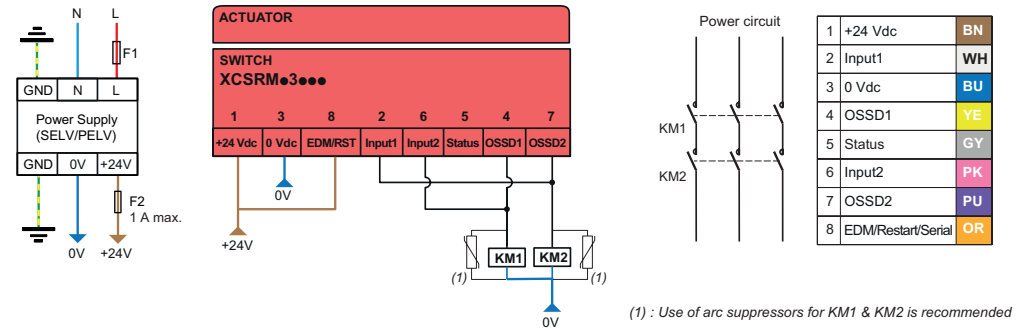 N L
F1
GND N L
Power Supply
(SELV/PELV)
GND 0V +24V
F2
1 A max.
0V +24V
ACTUATOR
SWITCH
XCSRM●3●●●
1 3 8 2 6 5 4 7
+24 Vdc 0 Vdc EDM/RST Input1 Input2 Status OSSD1 OSSD2
0V
+24V
KM1 KM2
(1) (1)
0V
Power circuit
KM1
KM2
1 +24 Vdc BN
2 Input1 WH
3 0 Vdc BU
4 OSSD1 YE
5 Status GY
6 Input2 PK
7 OSSD2 PU
8 EDM/Restart/Serial OR
(1) : Use of arc suppressors for KM1 & KM2 is recommended